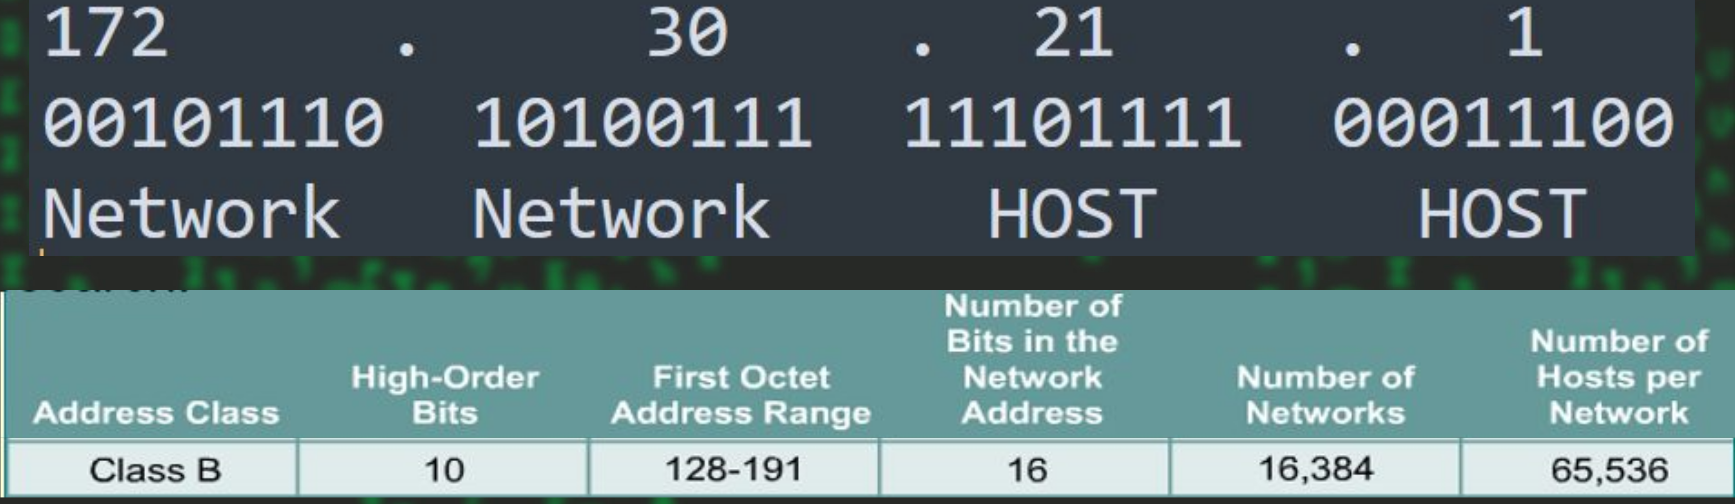 172 . 30 . 21 . 1
00101110 10100111 11101111 00011100
Network Network HOST HOST
Address Class High-Order Bits First Octet Address Range Number of Bits in the Network Address Number of Networks Number of Hosts per Network
Class B 10 128-191 16 16,384 65,536